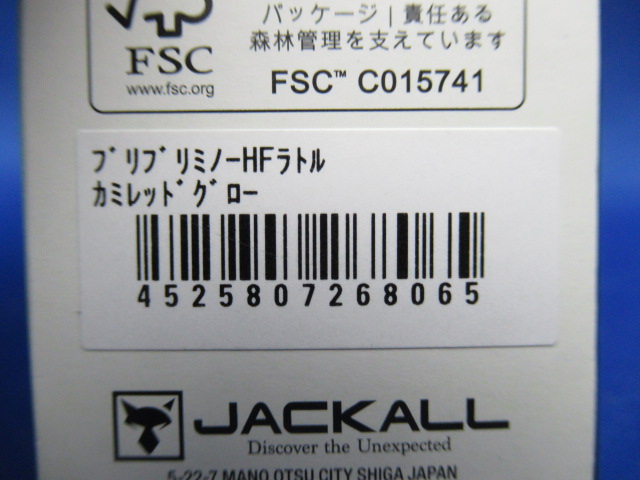 FSC
www.fsc.org
パッケージ|責任ある
森林管理を支えています
FSC™ C015741
ﾌﾞﾘﾌﾞﾘﾐﾉｰHFﾗﾄﾙ
ｶﾐﾚｯﾄﾞｸﾞﾛｰ
4525807268065
JACKALL
Discover the Unexpected
5-22-7 MANO OTSU CITY SHIGA JAPAN